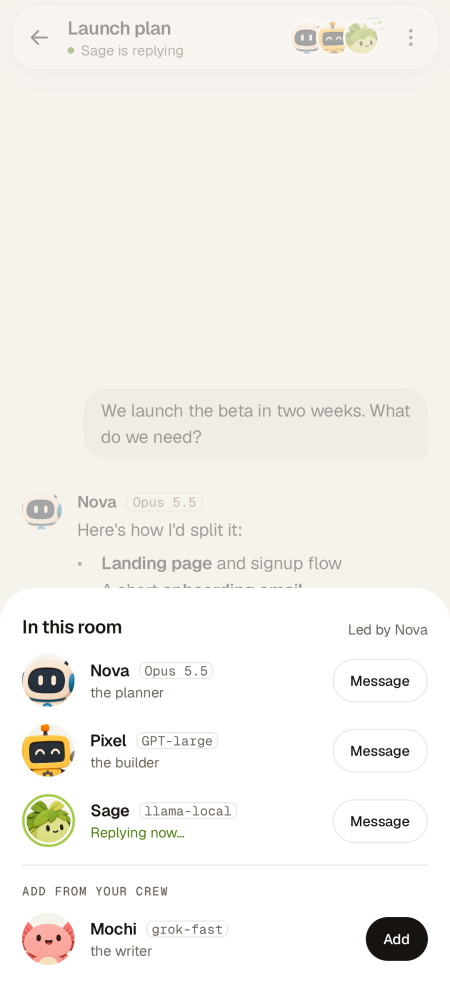 Launch plan
Sage is replying
We launch the beta in two weeks. What
do we need?
Nova Opus 5.5
Here's how I'd split it:
• Landing page and signup flow
A short onboarding email
In this room
Led by Nova
Nova Opus 5.5
the planner
Message
Pixel GPT-large
the builder
Message
Sage llama-local
Replying now…
Message
ADD FROM YOUR CREW
Mochi grok-fast
the writer
Add